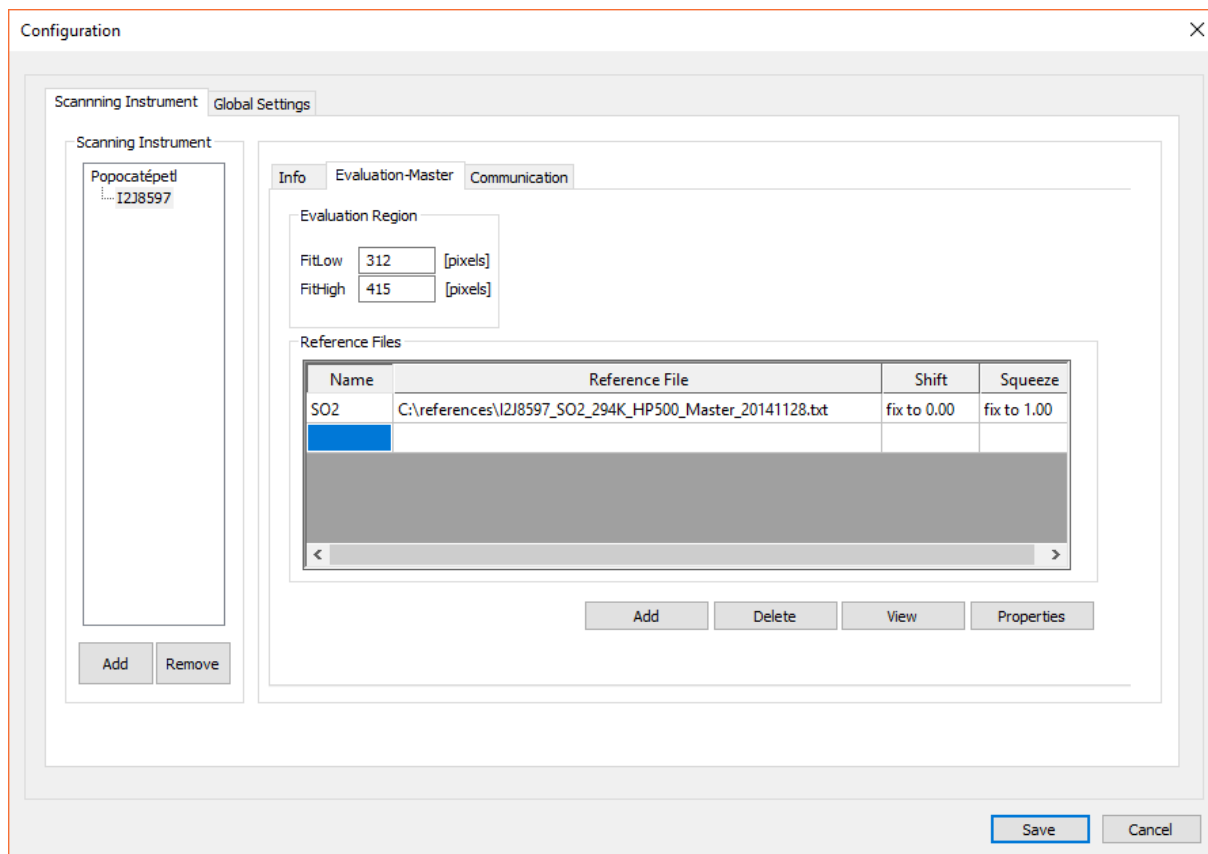 Configuration
Scannning Instrument Global Settings
Scanning Instrument
Popocatépetl
I2J8597
Info Evaluation-Master Communication
Evaluation Region
FitLow 312 [pixels]
FitHigh 415 [pixels]
Reference Files
Name Reference File Shift Squeeze
SO2 C:\references\I2J8597_SO2_294K_HP500_Master_20141128.txt fix to 0.00 fix to 1.00
Add Delete View Properties
Add Remove
Save Cancel